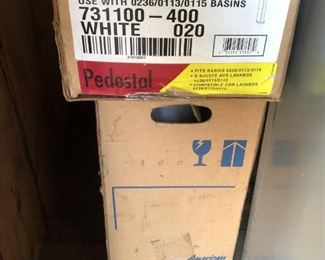 USE WITH 0236/0113/0115 BASINS
731100-400
WHITE 020
Pedestal
• FITS BASINS 0236/0113/0115
• S'AJUSTE AUX LAVABOS
0236/0113/0115
• COMPATIBLE CON LAVABOS
0236/0113/0115
American